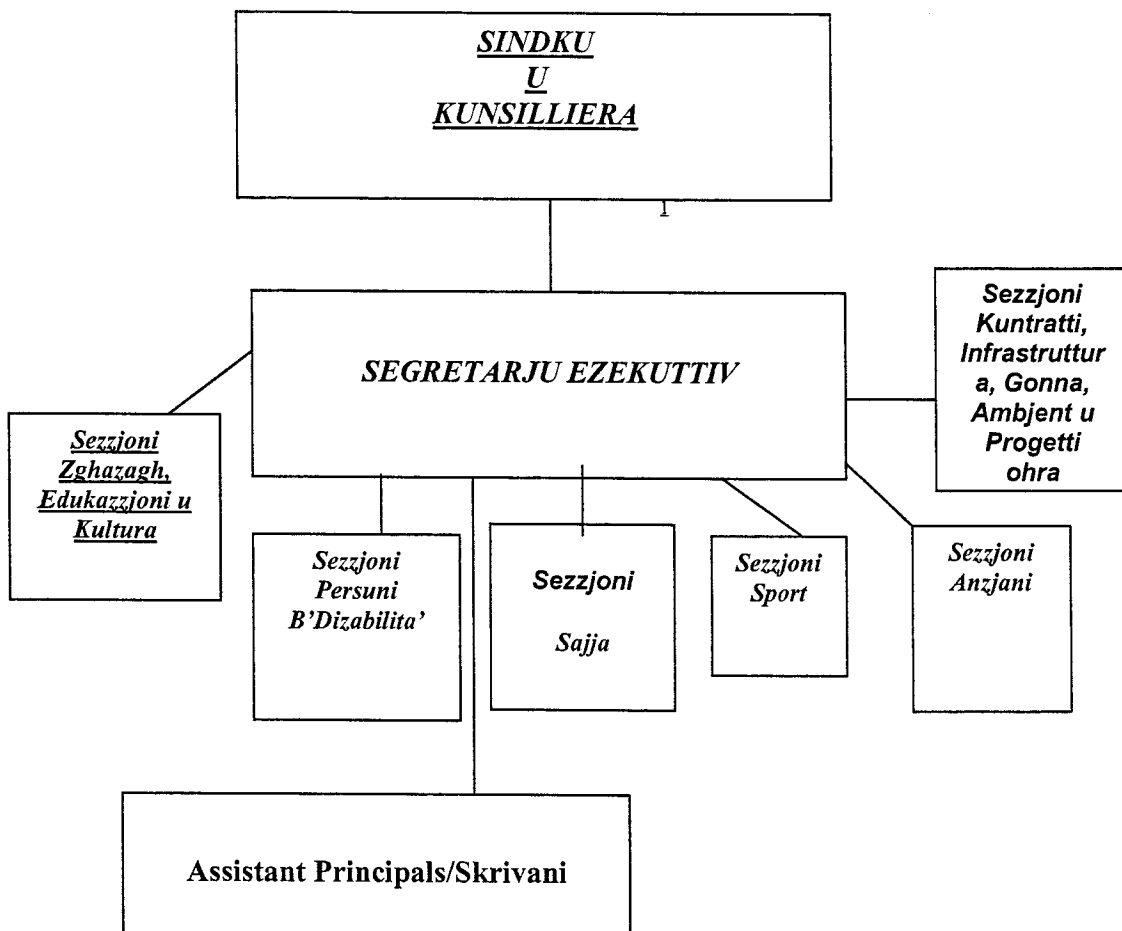 SINDKU
U
KUNSILLIERA
1
SEGRETARJU EZEKUTTIV
Sezzjoni
Kuntratti,
Infrastruttur
a, Gonna,
Ambjent u
Progetti
ohra
Sezzjoni
Zghazagh,
Edukazzjoni u
Kultura
Sezzjoni
Persuni
B’Dizabilita’
Sezzjoni
Sajja
Sezzjoni
Sport
Sezzjoni
Anzjani
Assistant Principals/Skrivani